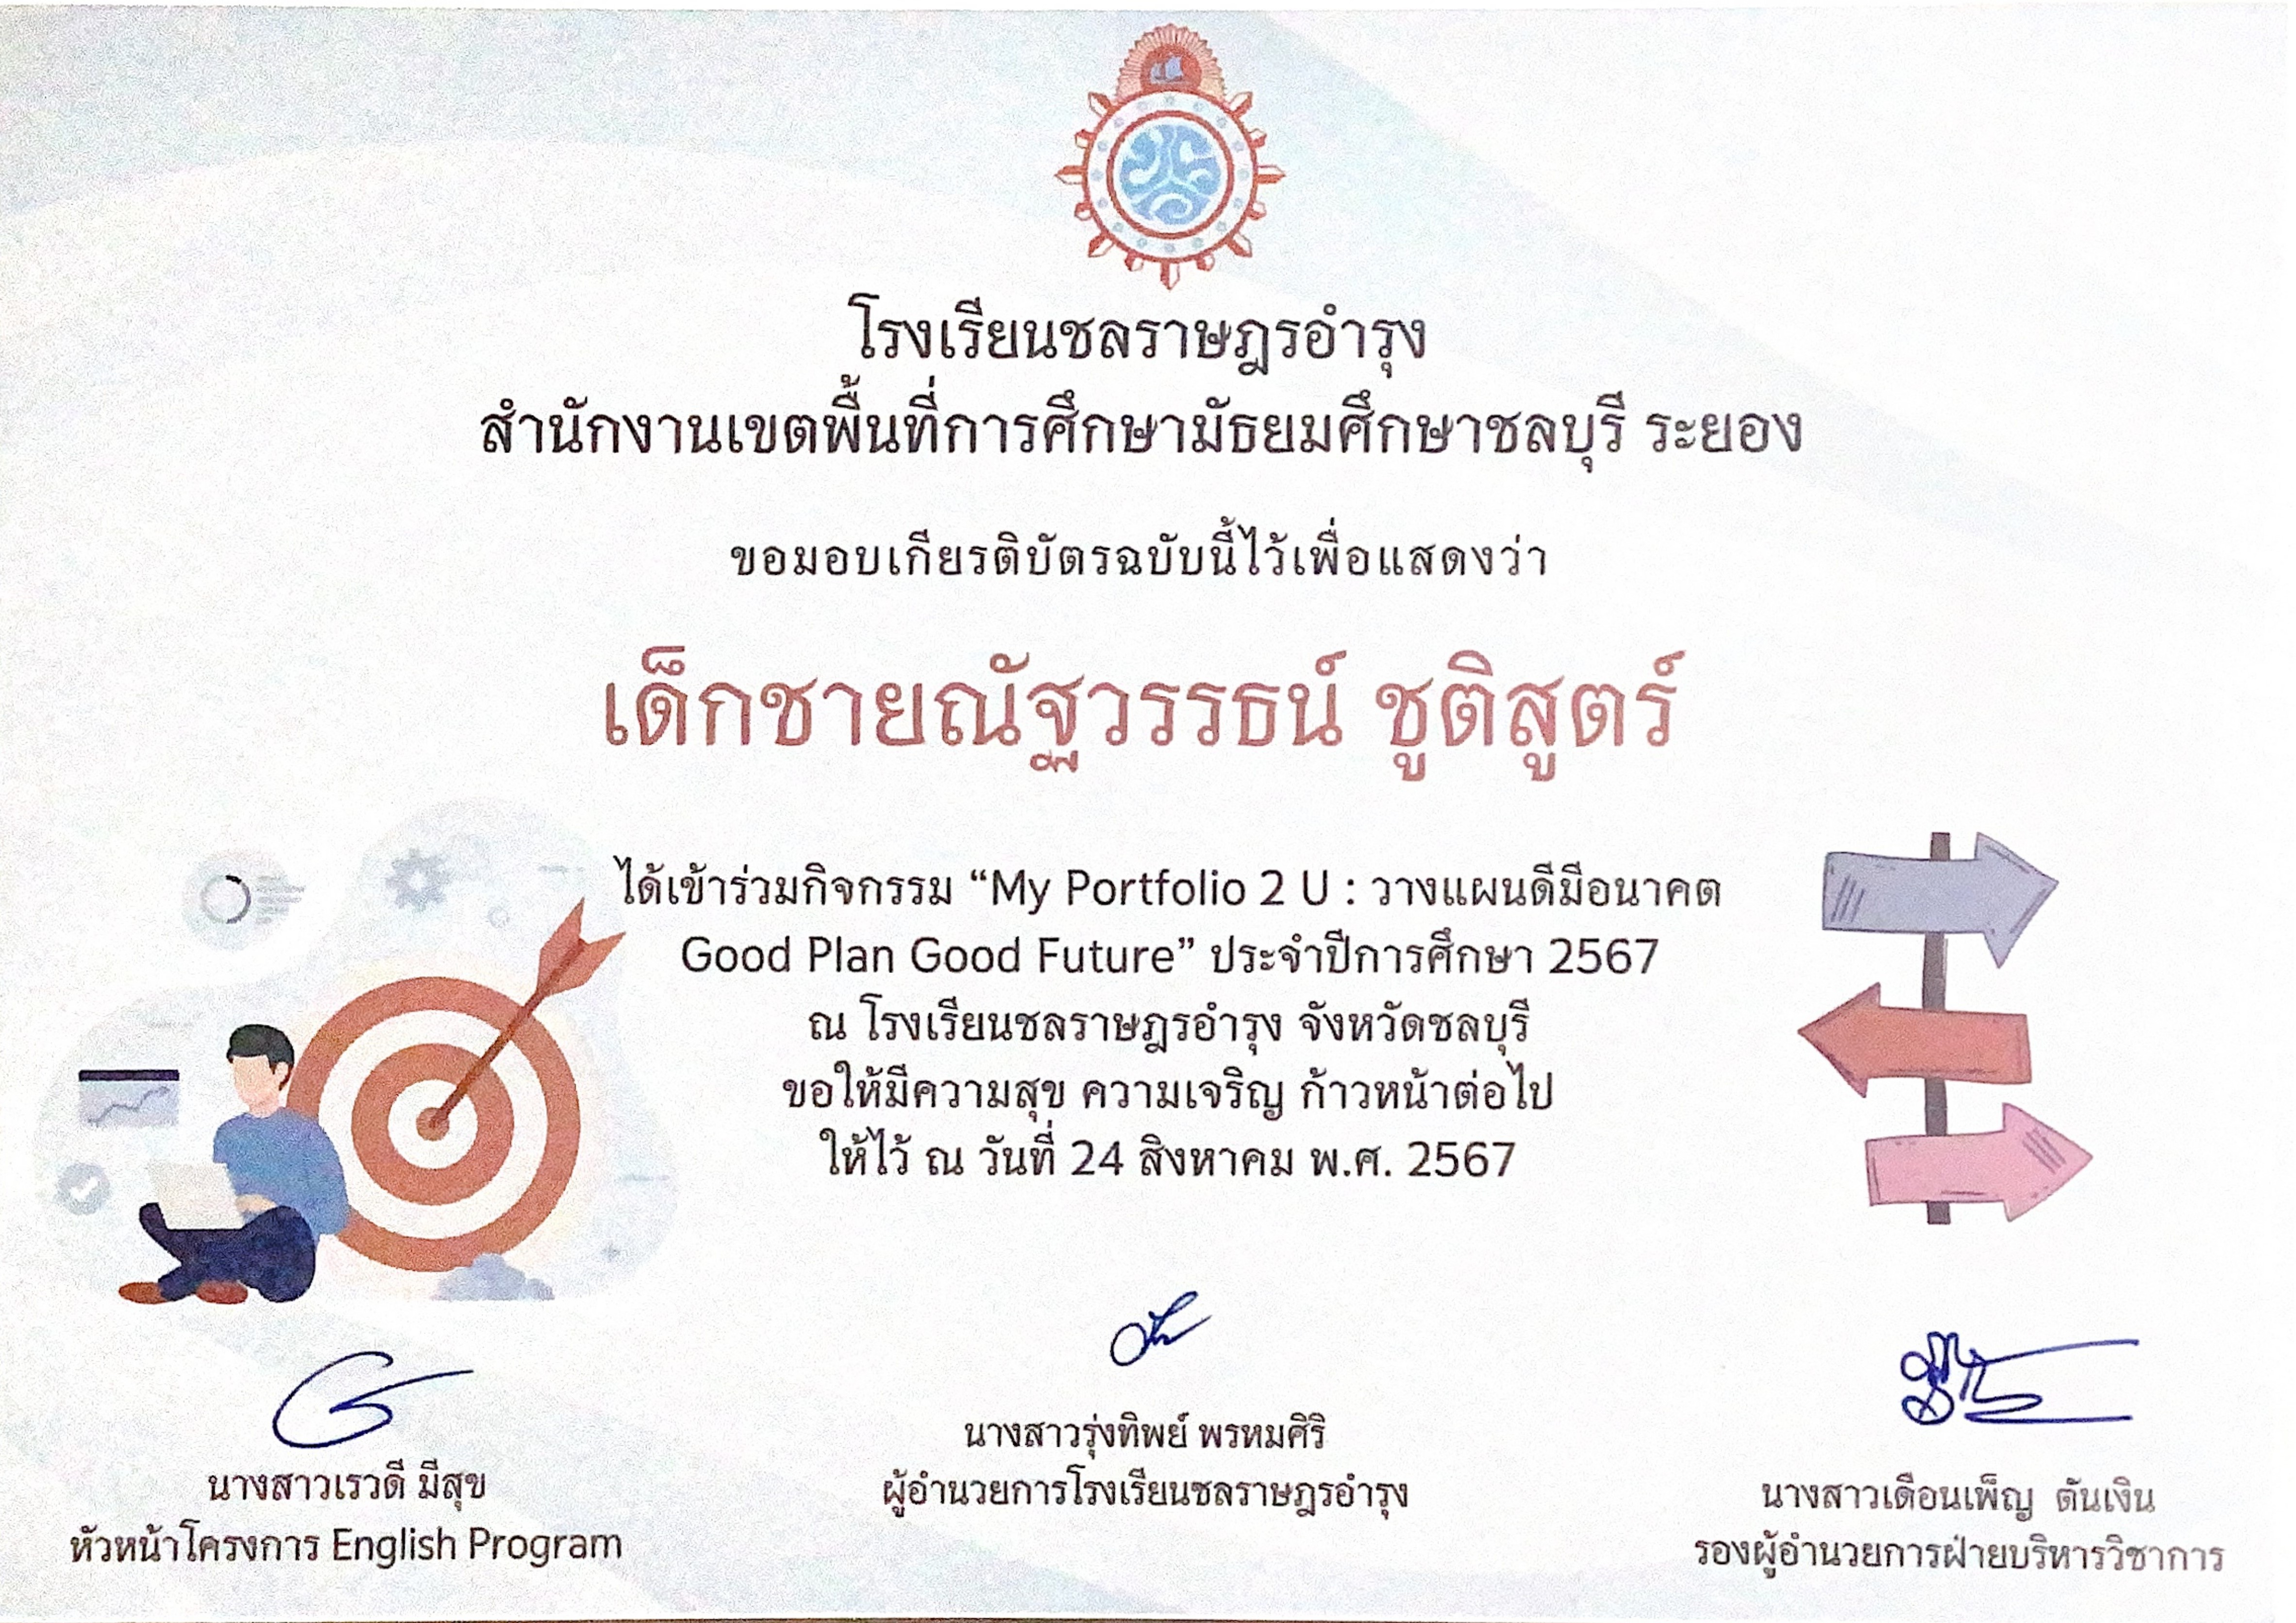 โรงเรียนชลราษฎรอำรุง
สำนักงานเขตพื้นที่การศึกษามัธยมศึกษาชลบุรี ระยอง
ขอมอบเกียรติบัตรฉบับนี้ไว้เพื่อแสดงว่า
เด็กชายณัฐวรรธน์ ชูติสูตร์
ได้เข้าร่วมกิจกรรม “My Portfolio 2 U : วางแผนดีมีอนาคต
Good Plan Good Future” ประจำปีการศึกษา 2567
ณ โรงเรียนชลราษฎรอำรุง จังหวัดชลบุรี
ขอให้มีความสุข ความเจริญ ก้าวหน้าต่อไป
ให้ไว้ ณ วันที่ 24 สิงหาคม พ.ศ. 2567
นางสาวเรวดี มีสุข
หัวหน้าโครงการ English Program
นางสาวรุ่งทิพย์ พรหมศิริ
ผู้อำนวยการโรงเรียนชลราษฎรอำรุง
นางสาวเดือนเพ็ญ ตันเงิน
รองผู้อำนวยการฝ่ายบริหารวิชาการ